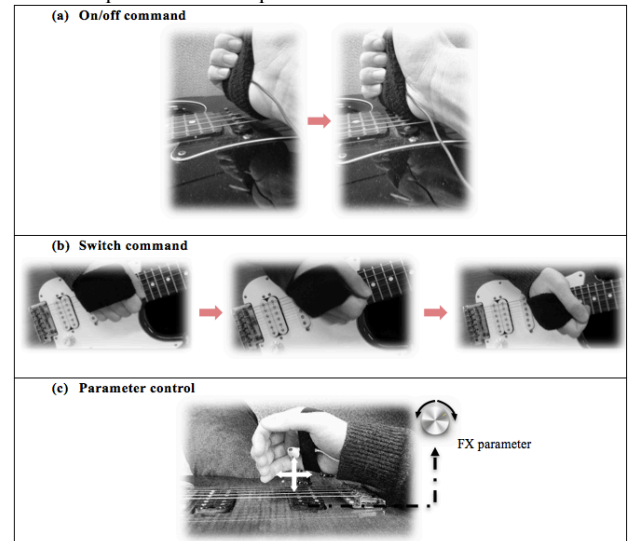 (a) On/off command
(b) Switch command
(c) Parameter control
FX parameter